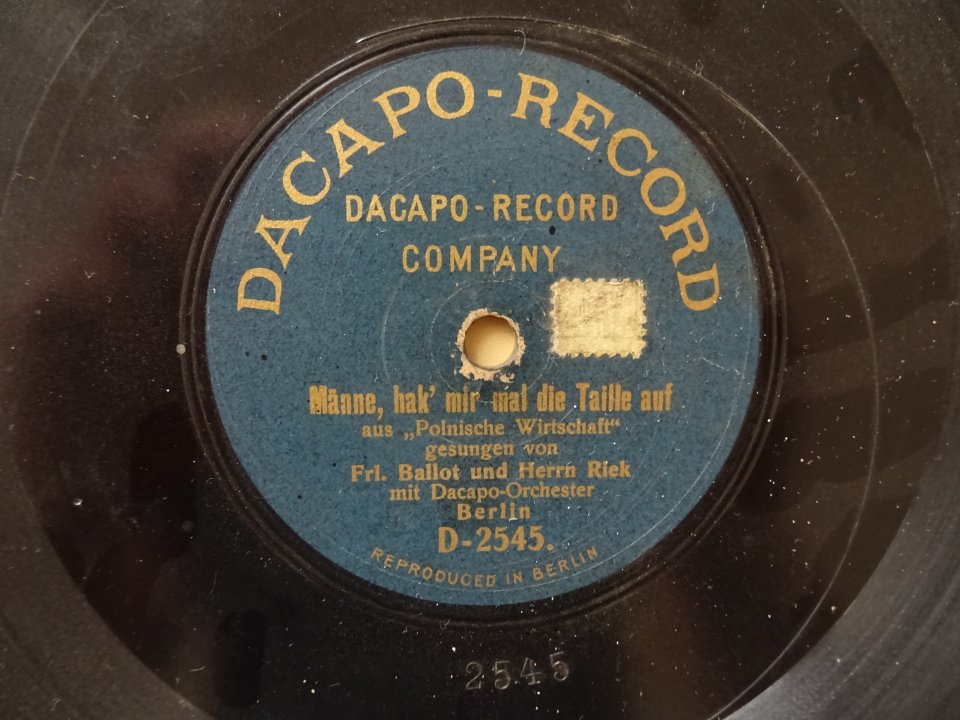 DACAPO-RECORD
DACAPO-RECORD
COMPANY
Männe, hak' mir mal die Taille auf
aus „Polnische Wirtschaft"
gesungen von
Frl. Ballot und Herrn Riek
mit Dacapo-Orchester
Berlin
D-2545.
REPRODUCED IN BERLIN
2545